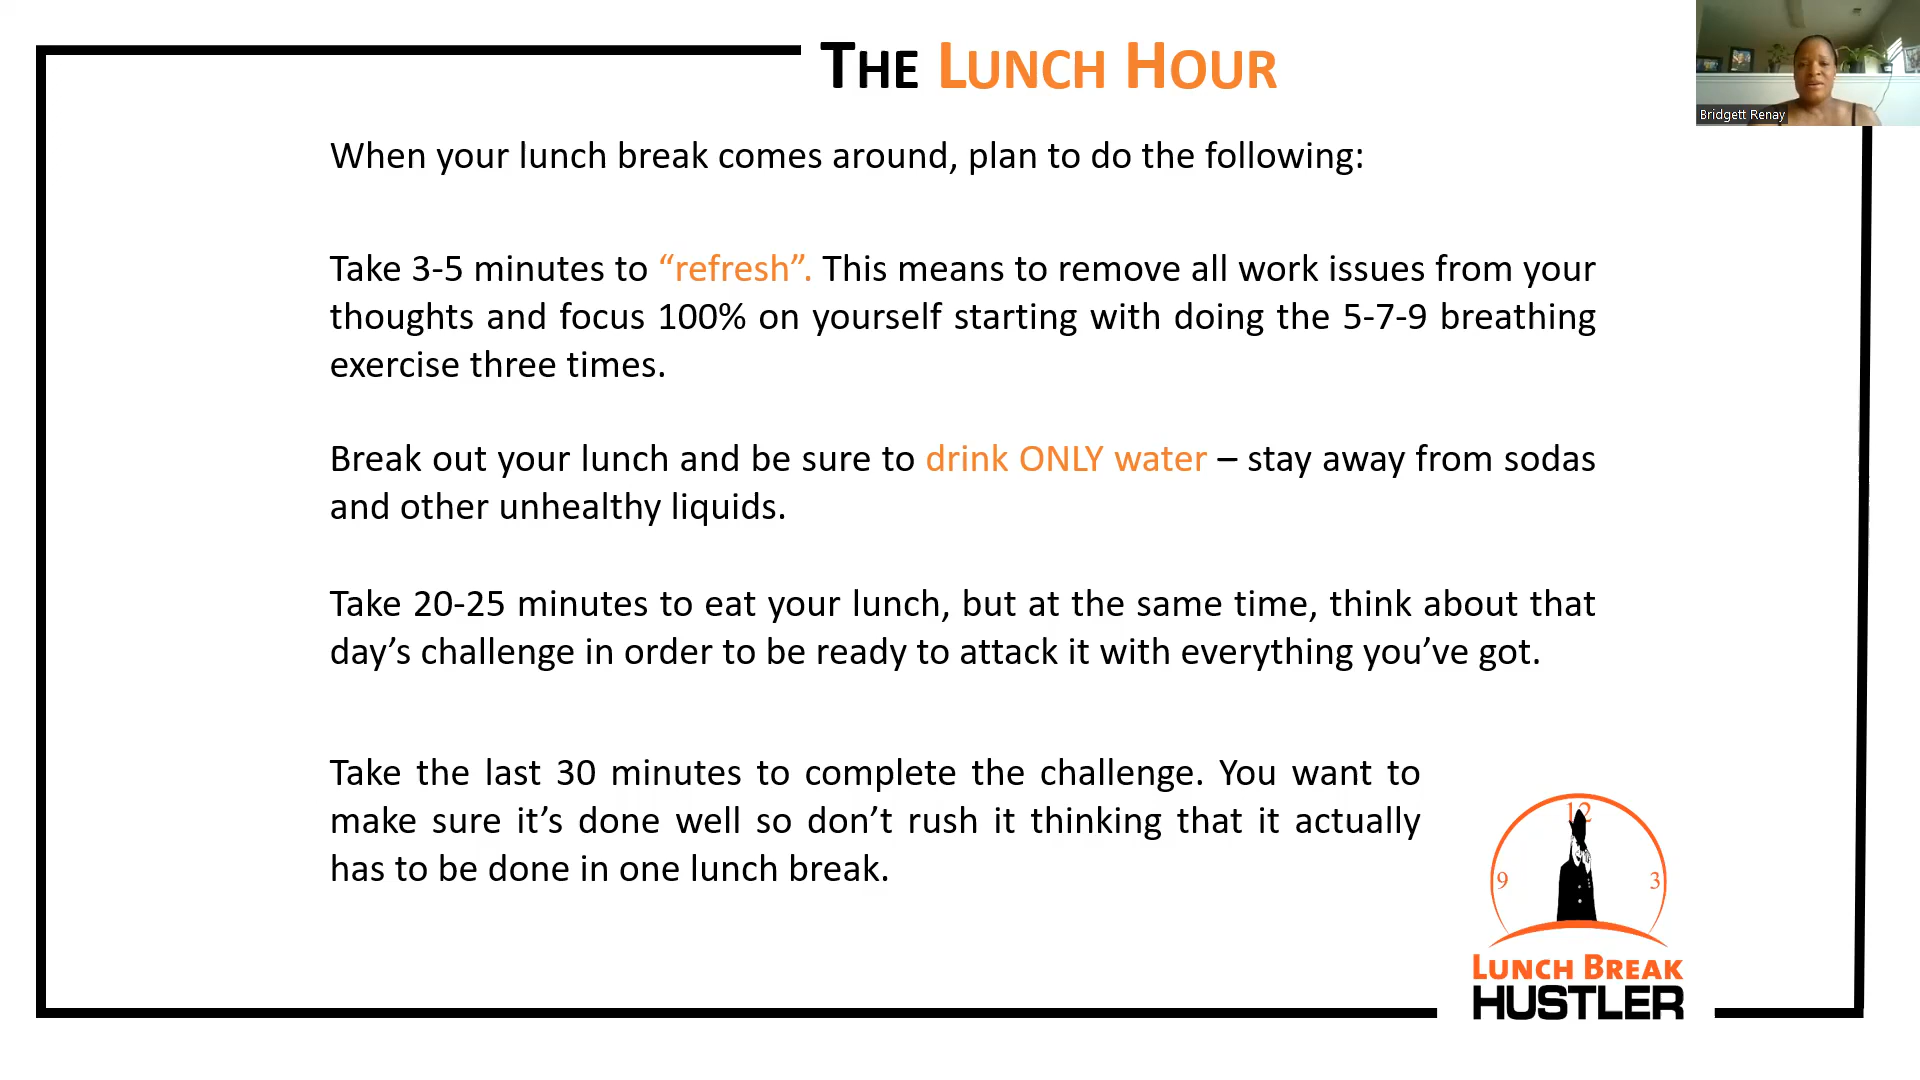 THE LUNCH HOUR
Bridgett Renay
When your lunch break comes around, plan to do the following:
Take 3-5 minutes to “refresh”. This means to remove all work issues from your
thoughts and focus 100% on yourself starting with doing the 5-7-9 breathing
exercise three times.
Break out your lunch and be sure to drink ONLY water – stay away from sodas
and other unhealthy liquids.
Take 20-25 minutes to eat your lunch, but at the same time, think about that
day’s challenge in order to be ready to attack it with everything you’ve got.
Take the last 30 minutes to complete the challenge. You want to
make sure it’s done well so don’t rush it thinking that it actually
has to be done in one lunch break.
12
9 3
LUNCH BREAK
HUSTLER